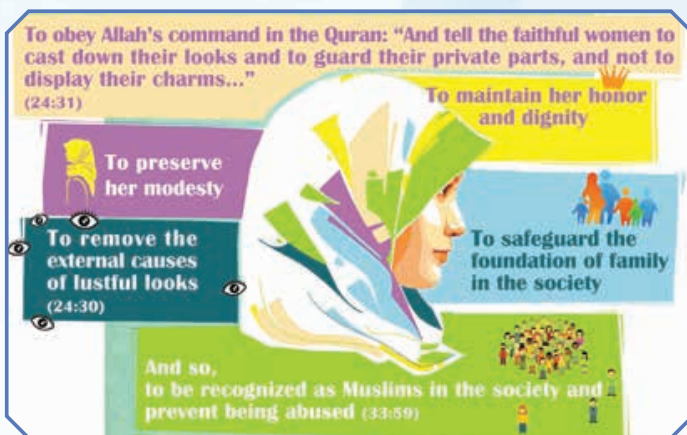 To obey Allah's command in the Quran: “And tell the faithful women to
cast down their looks and to guard their private parts, and not to
display their charms...”
(24:31)
To maintain her honor
and dignity
To preserve
her modesty
To remove the
external causes
of lustful looks
(24:30)
To safeguard the
foundation of family
in the society
And so,
to be recognized as Muslims in the society and
prevent being abused (33:59)